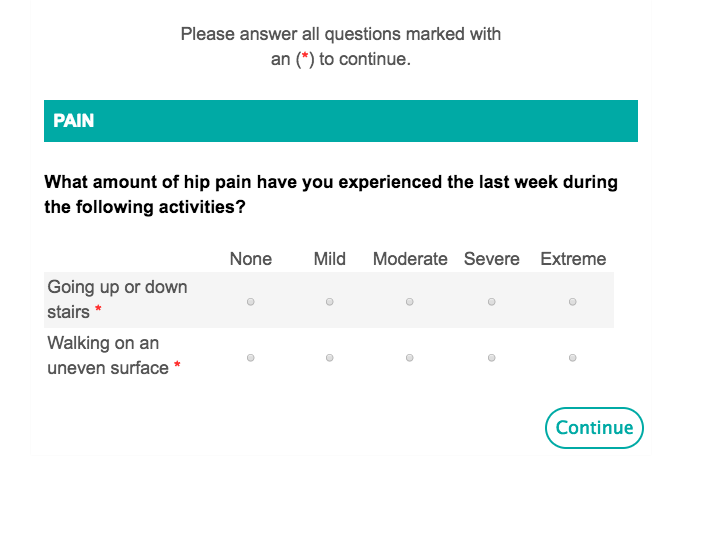 Please answer all questions marked with
an (*) to continue.
PAIN
What amount of hip pain have you experienced the last week during
the following activities?
None Mild Moderate Severe Extreme
Going up or down
stairs *
Walking on an
uneven surface *
Continue